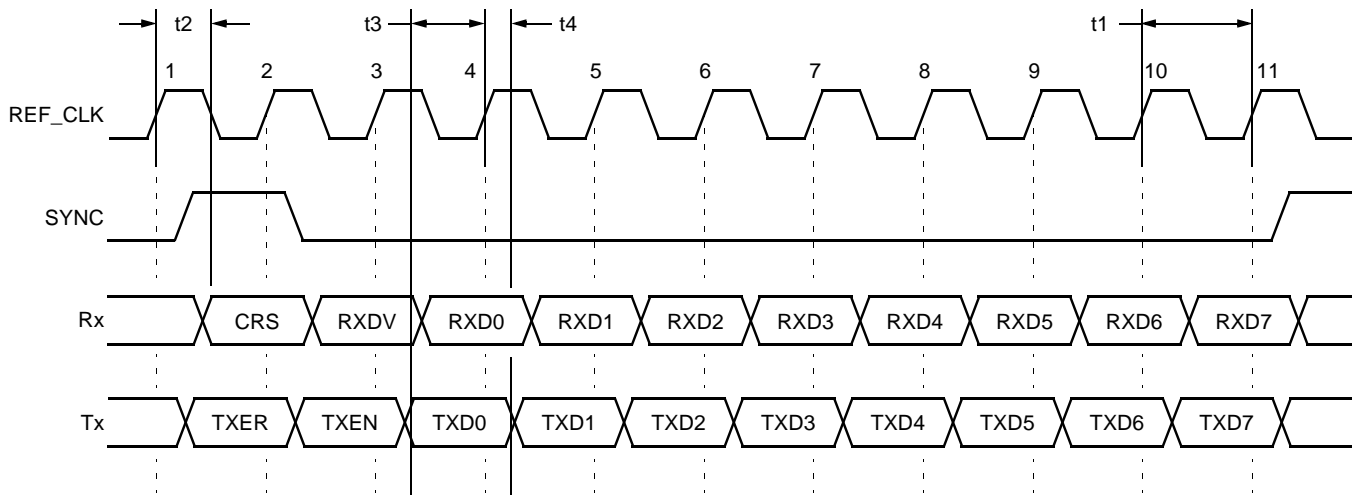 t2 t3 t4 t1
1 2 3 4 5 6 7 8 9 10 11
REF_CLK
SYNC
Rx CRS RXDV RXD0 RXD1 RXD2 RXD3 RXD4 RXD5 RXD6 RXD7
Tx TXER TXEN TXD0 TXD1 TXD2 TXD3 TXD4 TXD5 TXD6 TXD7